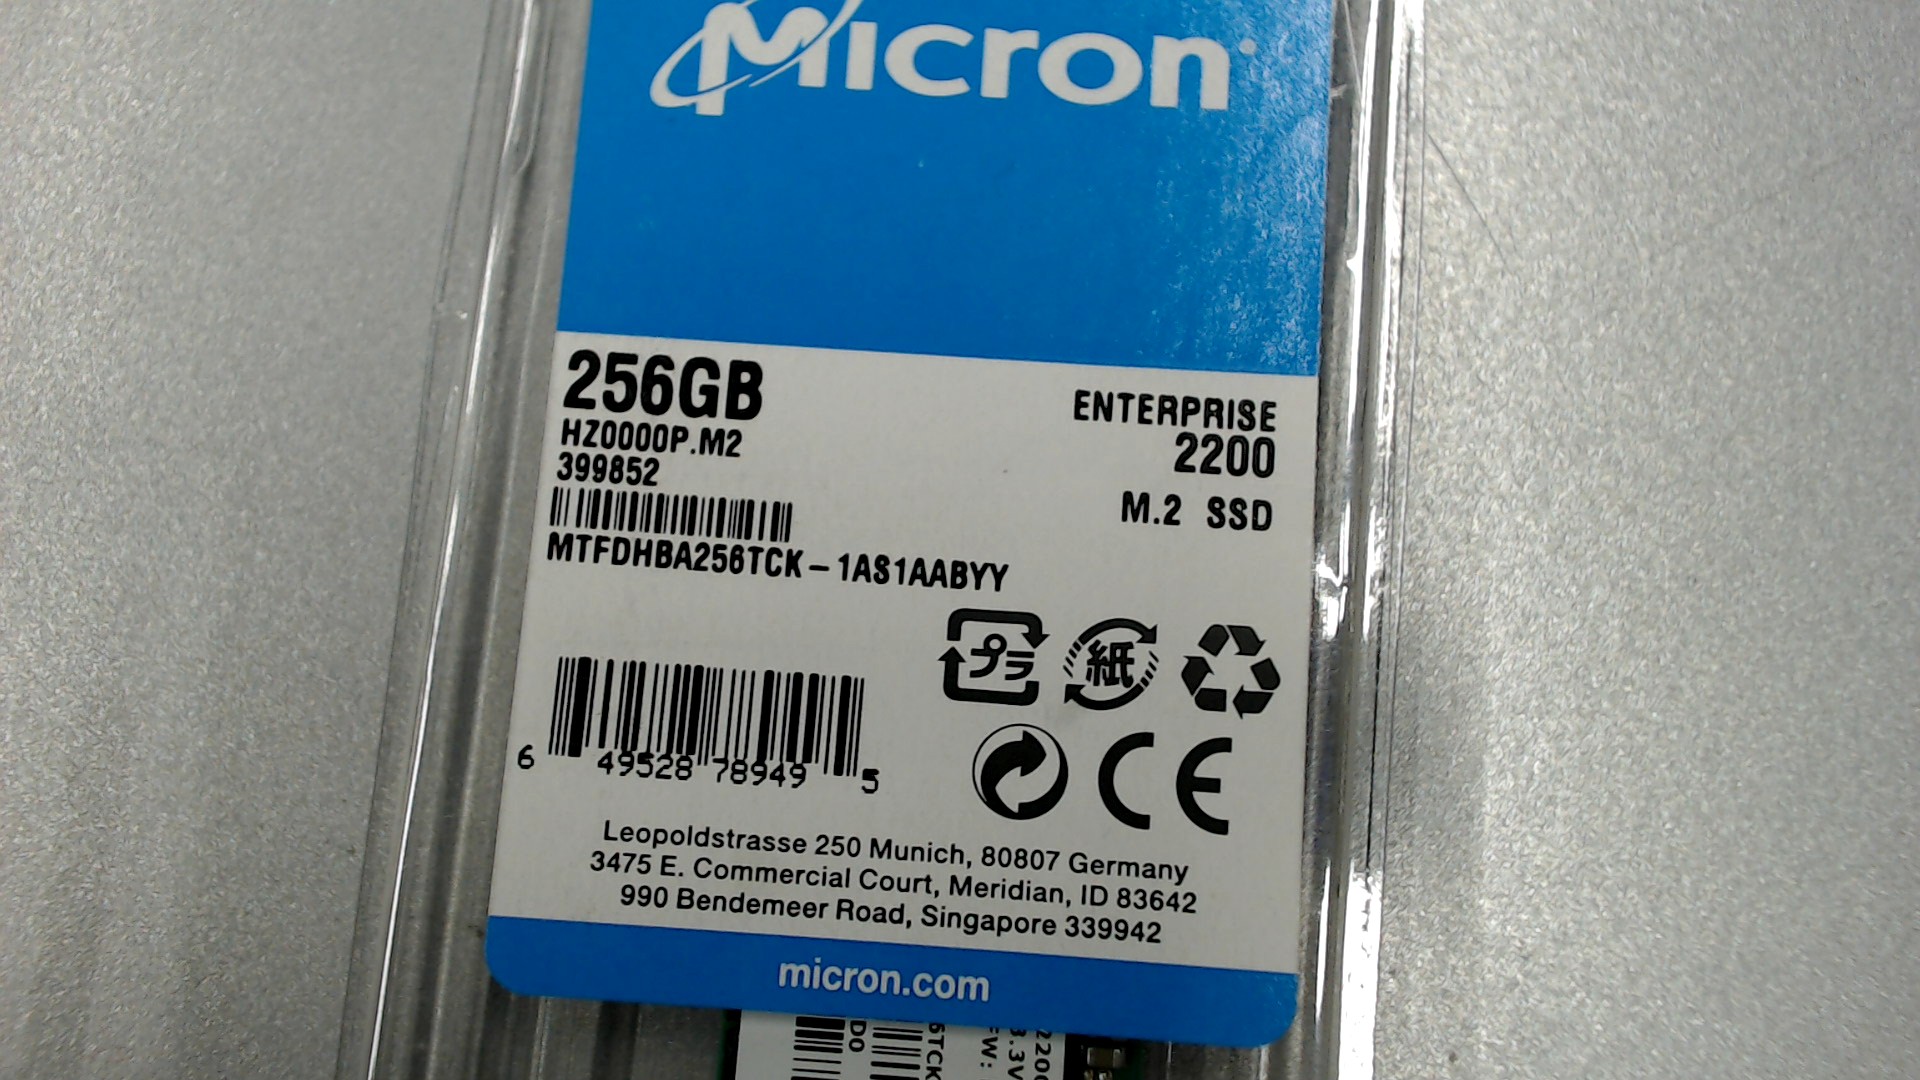 Micron
256GB
HZ0000P.M2
399852
MTFDHBA256TCK-1AS1AABYY
ENTERPRISE
2200
M.2 SSD
プラ
紙
6 49528 78949 5
CE
Leopoldstrasse 250 Munich, 80807 Germany
3475 E. Commercial Court, Meridian, ID 83642
990 Bendemeer Road, Singapore 339942
micron.com